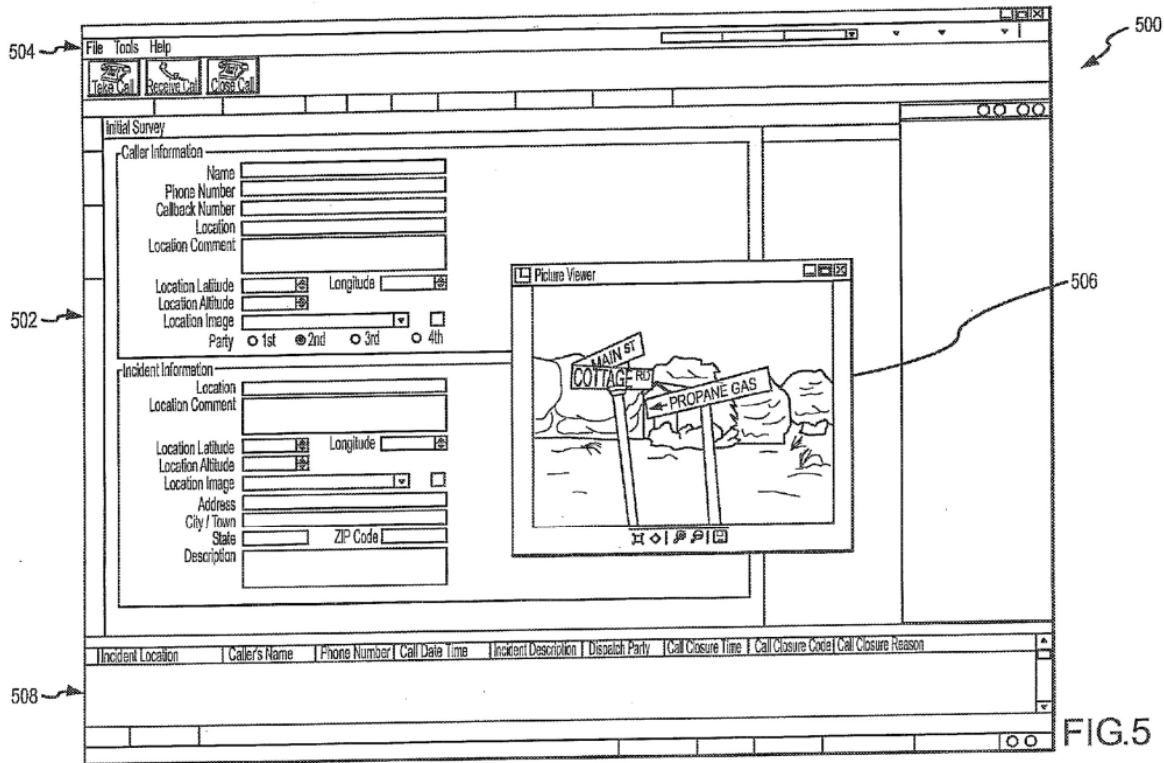 500
504
File Tools Help
Take Call Receive Call Close Call
Initial Survey
Caller Information
Name
Phone Number
Callback Number
Location
Location Comment
Location Latitude Longitude
Location Altitude
Location Image
Party 1st 2nd 3rd 4th
Incident Information
Location
Location Comment
Location Latitude Longitude
Location Altitude
Location Image
Address
City / Town
State ZIP Code
Description
502
Picture Viewer
506
MAIN ST
COTTAGE RD
PROPANE GAS
Incident Location Caller's Name Phone Number Call Date Time Incident Description Dispatch Party Call Closure Time Call Closure Code Call Closure Reason
508
FIG.5